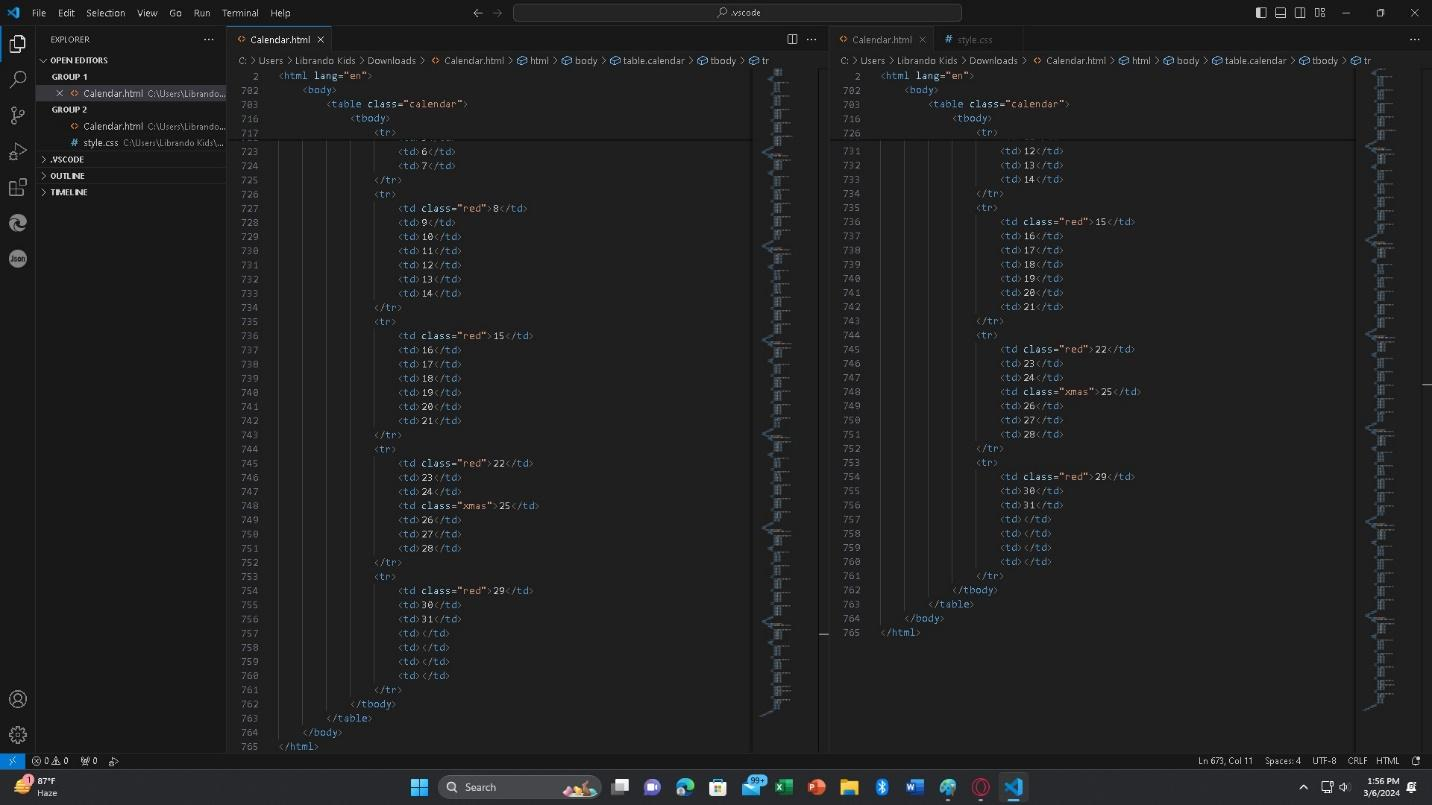 File Edit Selection View Go Run Terminal Help
.vscode
EXPLORER
OPEN EDITORS
GROUP 1
Calendar.html C:\Users\Librando...
GROUP 2
Calendar.html C:\Users\Librando...
style.css C:\Users\Librando Kids\...
.VSCODE
OUTLINE
TIMELINE
Json
Calendar.html
C: > Users > Librando Kids > Downloads > Calendar.html > html > body > table.calendar > tbody > tr
2 <html lang="en">
702 <body>
703 <table class="calendar">
716 <tbody>
717 <tr>
723 <td>6</td>
724 <td>7</td>
725 </tr>
726 <tr>
727 <td class="red">8</td>
728 <td>9</td>
729 <td>10</td>
730 <td>11</td>
731 <td>12</td>
732 <td>13</td>
733 <td>14</td>
734 </tr>
735 <tr>
736 <td class="red">15</td>
737 <td>16</td>
738 <td>17</td>
739 <td>18</td>
740 <td>19</td>
741 <td>20</td>
742 <td>21</td>
743 </tr>
744 <tr>
745 <td class="red">22</td>
746 <td>23</td>
747 <td>24</td>
748 <td class="xmas">25</td>
749 <td>26</td>
750 <td>27</td>
751 <td>28</td>
752 </tr>
753 <tr>
754 <td class="red">29</td>
755 <td>30</td>
756 <td>31</td>
757 <td> </td>
758 <td> </td>
759 <td> </td>
760 <td> </td>
761 </tr>
762 </tbody>
763 </table>
764 </body>
765 </html>
Calendar.html style.css
C: > Users > Librando Kids > Downloads > Calendar.html > html > body > table.calendar > tbody > tr
2 <html lang="en">
702 <body>
703 <table class="calendar">
716 <tbody>
726 <tr>
731 <td>12</td>
732 <td>13</td>
733 <td>14</td>
734 </tr>
735 <tr>
736 <td class="red">15</td>
737 <td>16</td>
738 <td>17</td>
739 <td>18</td>
740 <td>19</td>
741 <td>20</td>
742 <td>21</td>
743 </tr>
744 <tr>
745 <td class="red">22</td>
746 <td>23</td>
747 <td>24</td>
748 <td class="xmas">25</td>
749 <td>26</td>
750 <td>27</td>
751 <td>28</td>
752 </tr>
753 <tr>
754 <td class="red">29</td>
755 <td>30</td>
756 <td>31</td>
757 <td> </td>
758 <td> </td>
759 <td> </td>
760 <td> </td>
761 </tr>
762 </tbody>
763 </table>
764 </body>
765 </html>
0 0 0
Ln 673, Col 11 Spaces: 4 UTF-8 CRLF HTML
1
87°F
Haze
Search
99+
1:56 PM
3/6/2024